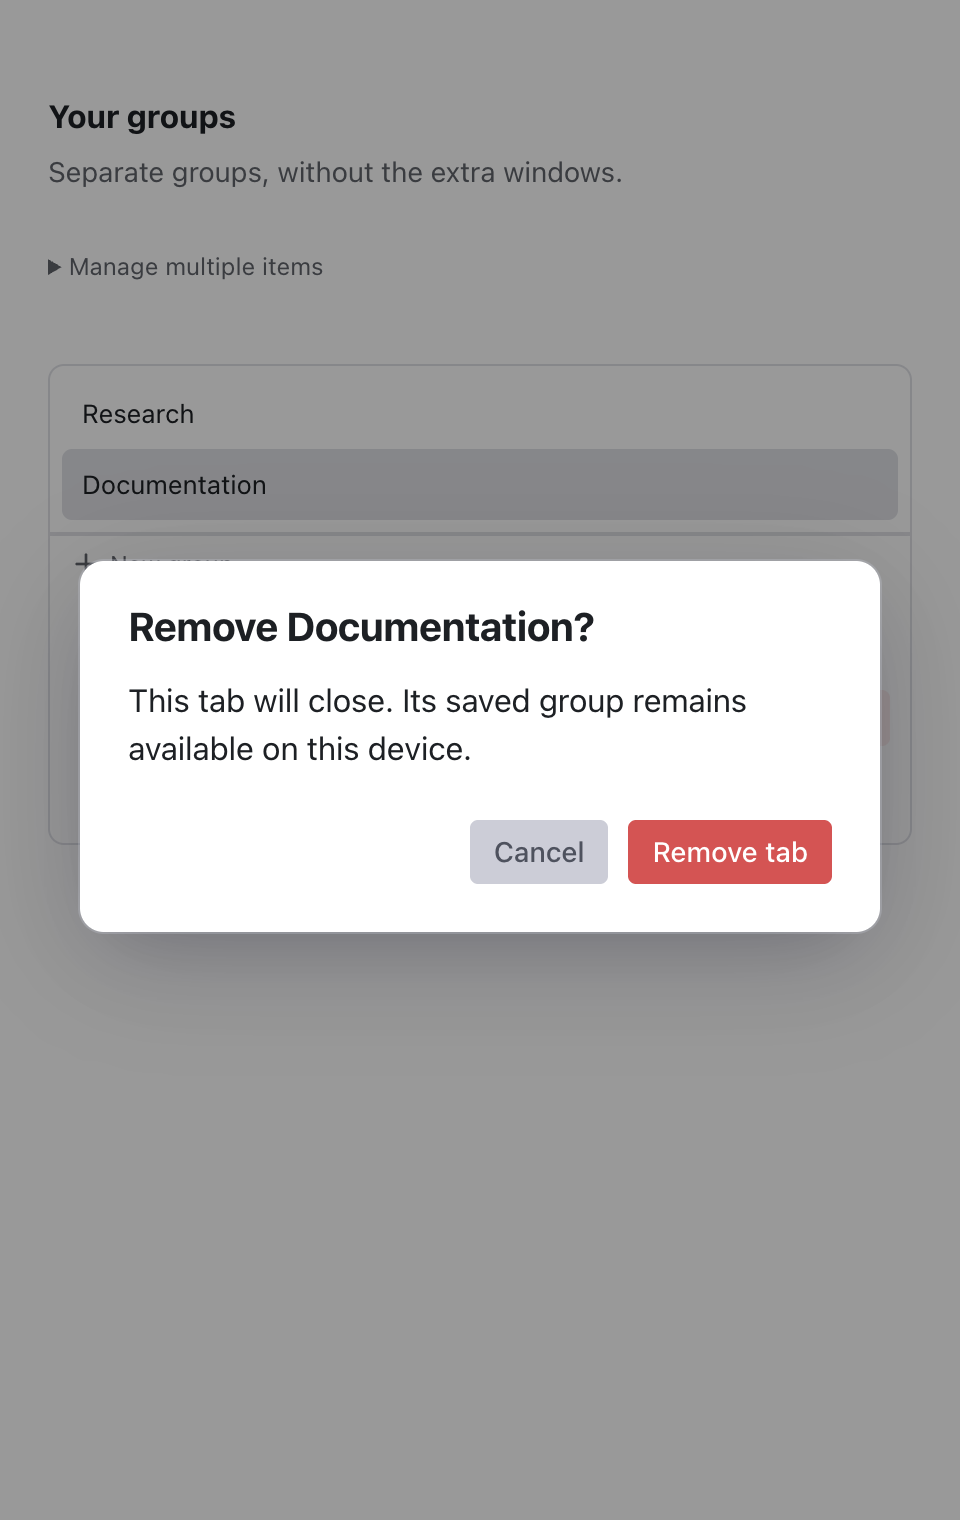 Your groups
Separate groups, without the extra windows.
Manage multiple items
Research
Documentation
Remove Documentation?
This tab will close. Its saved group remains
available on this device.
Cancel
Remove tab